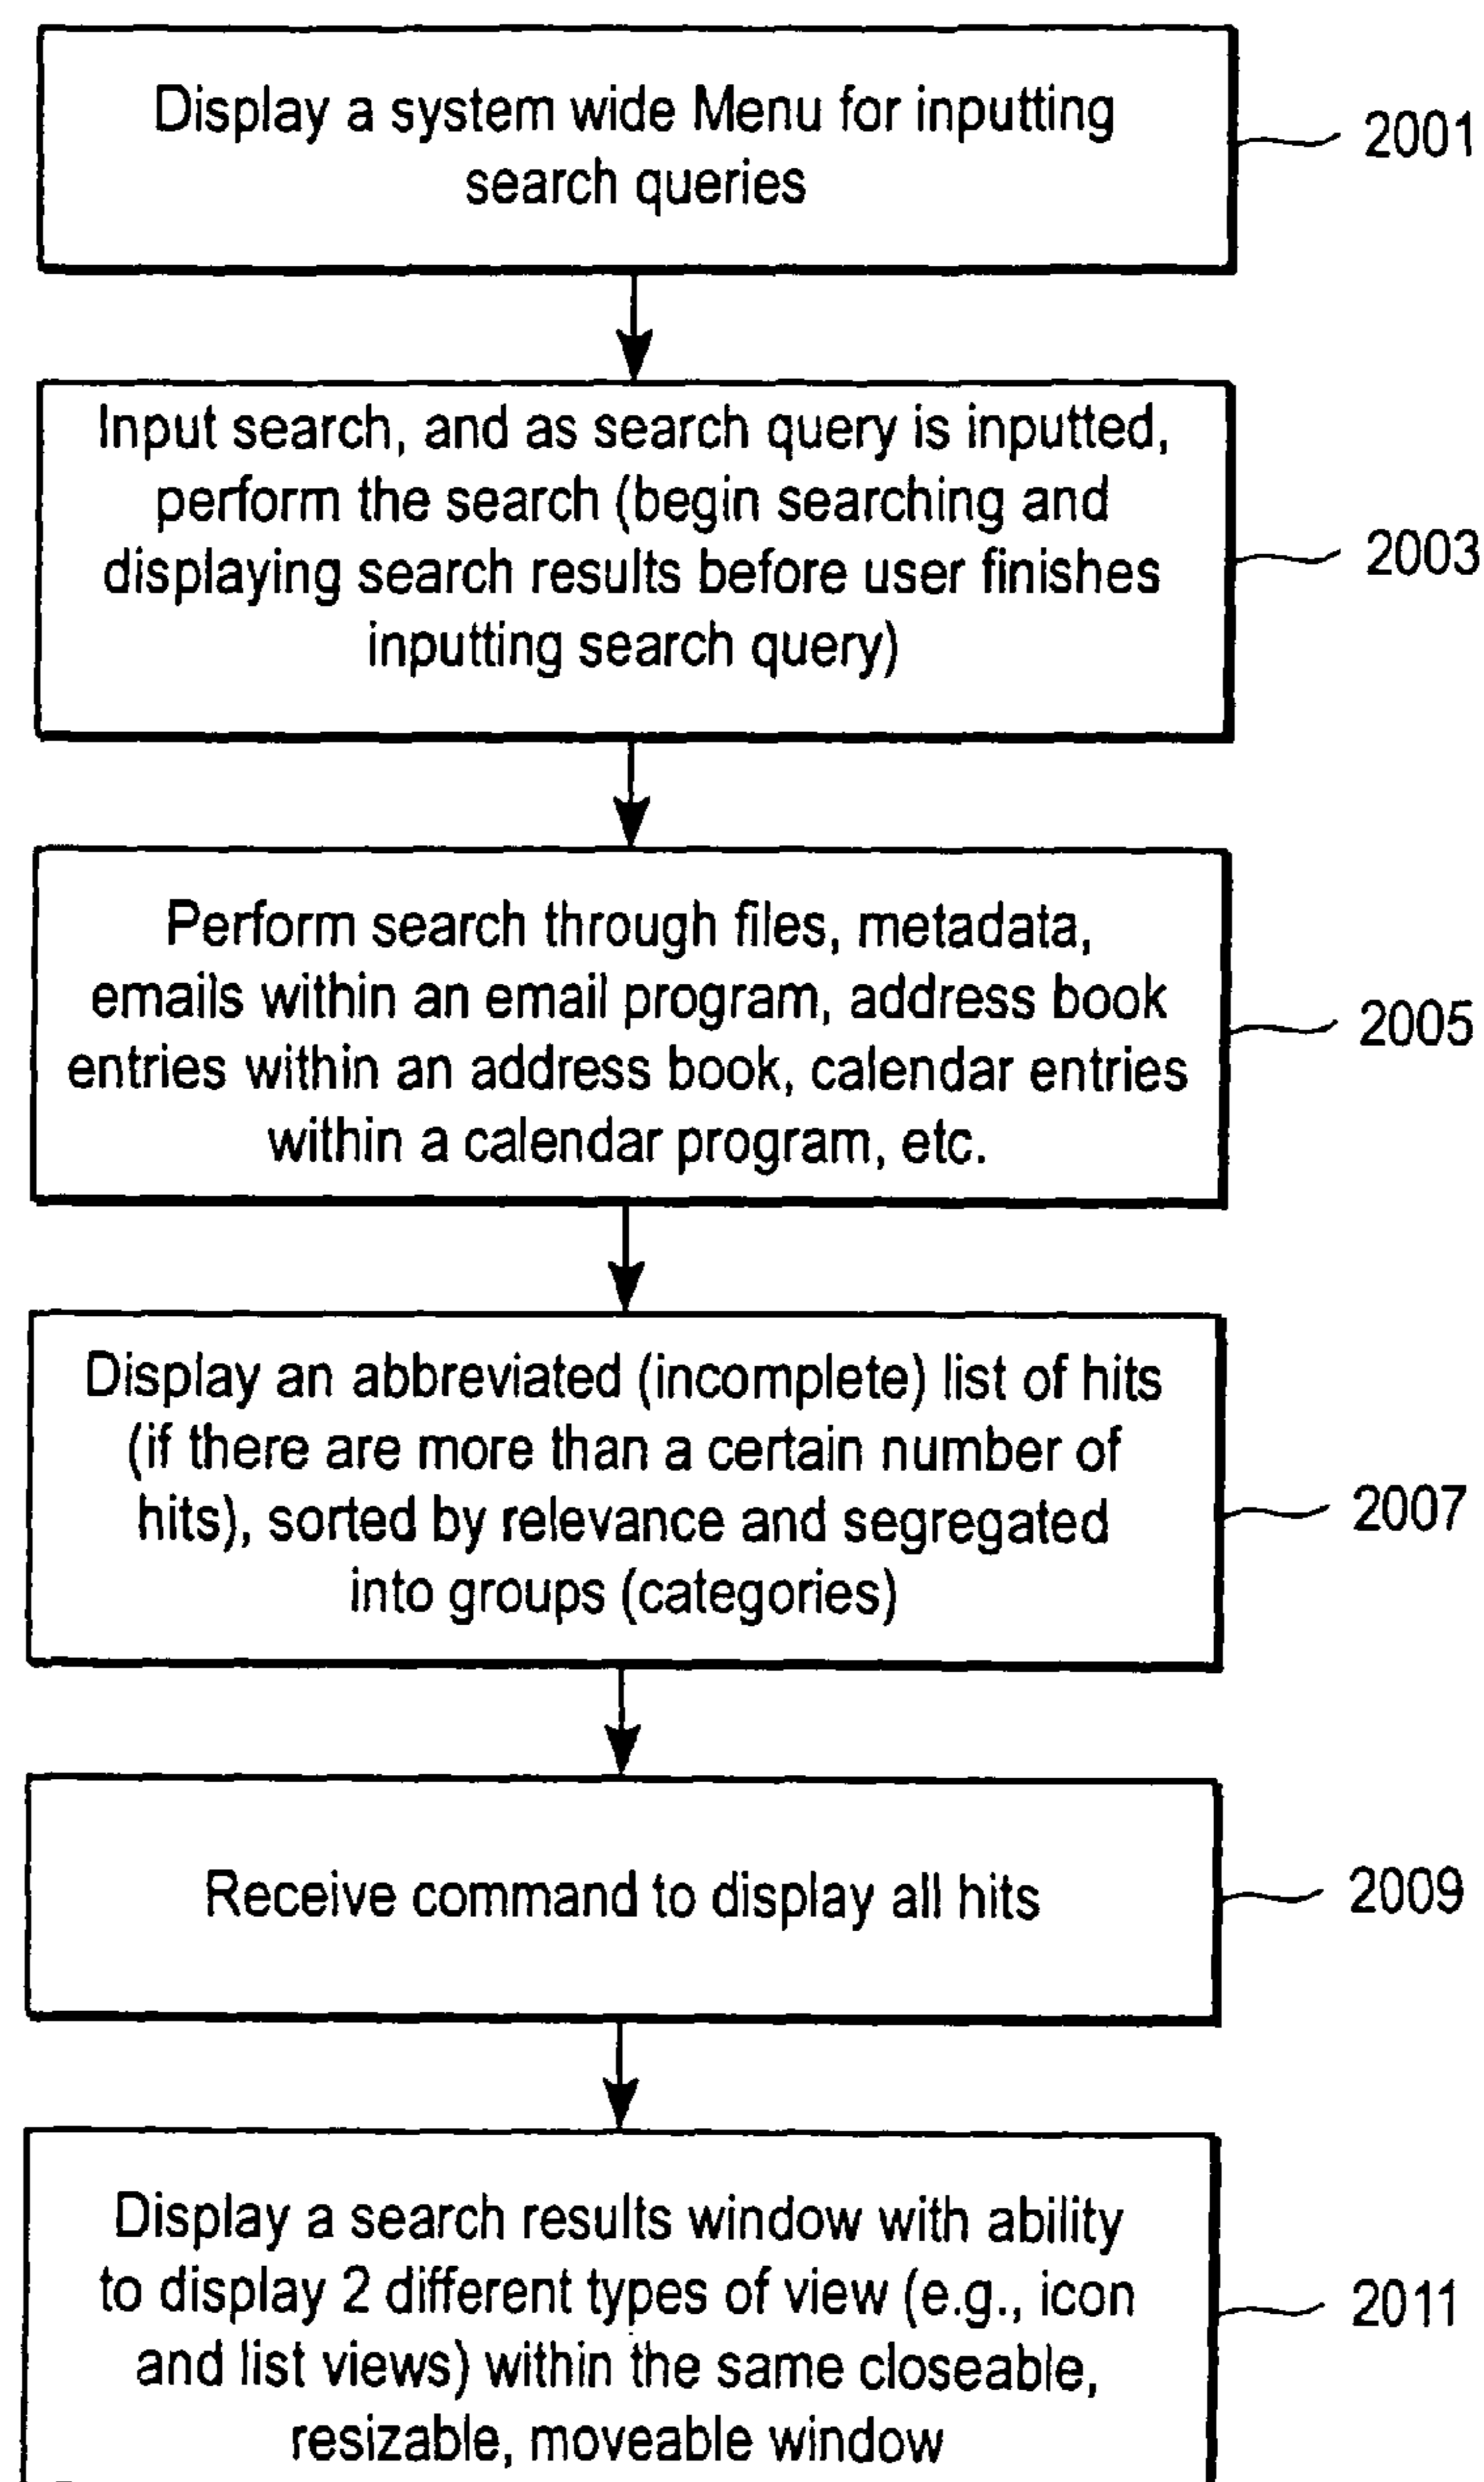 Display a system wide Menu for inputting
search queries
2001
Input search, and as search query is inputted,
perform the search (begin searching and
displaying search results before user finishes
inputting search query)
2003
Perform search through files, metadata,
emails within an email program, address book
entries within an address book, calendar entries
within a calendar program, etc.
2005
Display an abbreviated (incomplete) list of hits
(if there are more than a certain number of
hits), sorted by relevance and segregated
into groups (categories)
2007
Receive command to display all hits
2009
Display a search results window with ability
to display 2 different types of view (e.g., icon
and list views) within the same closeable,
resizable, moveable window
2011